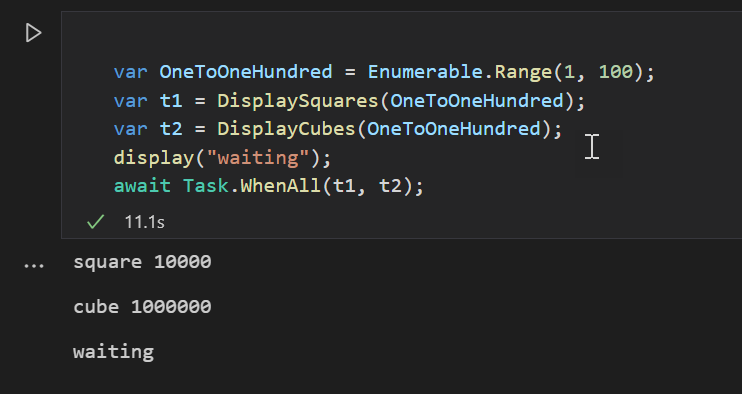 var OneToOneHundred = Enumerable.Range(1, 100);
var t1 = DisplaySquares(OneToOneHundred);
var t2 = DisplayCubes(OneToOneHundred);
display("waiting");
await Task.WhenAll(t1, t2);
11.1s
... square 10000
cube 1000000
waiting